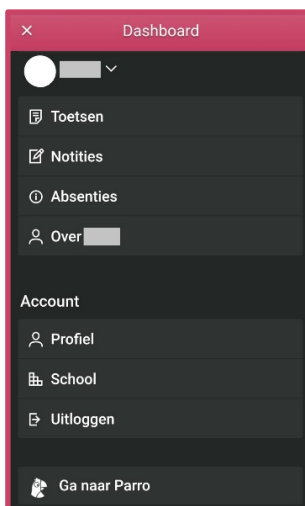 Dashboard
Toetsen
Notities
Absenties
Over
Account
Profiel
School
Uitloggen
Ga naar Parro